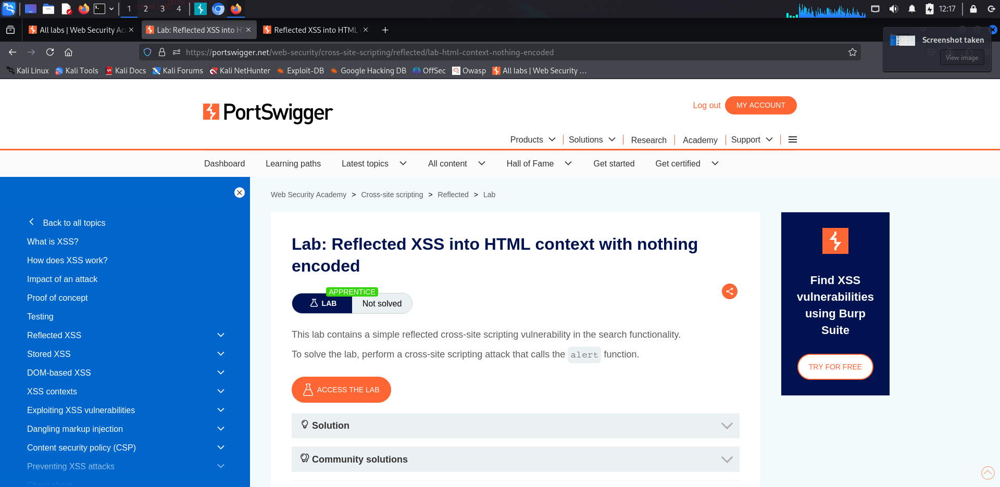 1 2 3 4
12:17
All labs | Web Security Ac
Lab: Reflected XSS into HT
Reflected XSS into HTML
https://portswigger.net/web-security/cross-site-scripting/reflected/lab-html-context-nothing-encoded
Screenshot taken
View image
Kali Linux Kali Tools Kali Docs Kali Forums Kali NetHunter Exploit-DB Google Hacking DB OffSec Owasp All labs | Web Security …
PortSwigger
Log out MY ACCOUNT
Products Solutions Research Academy Support
Dashboard Learning paths Latest topics All content Hall of Fame Get started Get certified
Back to all topics
What is XSS?
How does XSS work?
Impact of an attack
Proof of concept
Testing
Reflected XSS
Stored XSS
DOM-based XSS
XSS contexts
Exploiting XSS vulnerabilities
Dangling markup injection
Content security policy (CSP)
Preventing XSS attacks
Cheat sheet
Web Security Academy > Cross-site scripting > Reflected > Lab
Lab: Reflected XSS into HTML context with nothing
encoded
APPRENTICE
LAB Not solved
This lab contains a simple reflected cross-site scripting vulnerability in the search functionality.
To solve the lab, perform a cross-site scripting attack that calls the alert function.
ACCESS THE LAB
Solution
Community solutions
Find XSS
vulnerabilities
using Burp
Suite
TRY FOR FREE